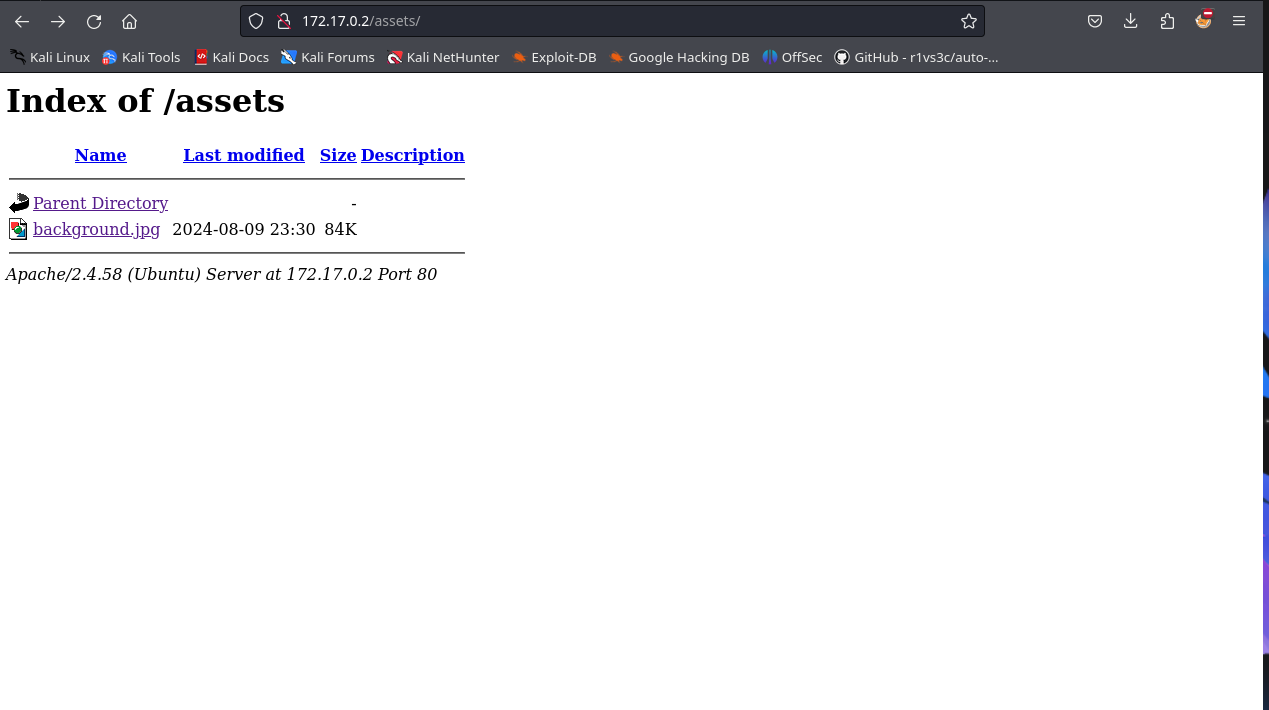 172.17.0.2/assets/
Kali Linux Kali Tools Kali Docs Kali Forums Kali NetHunter Exploit-DB Google Hacking DB OffSec GitHub - r1vs3c/auto-...
Index of /assets
Name Last modified Size Description
Parent Directory -
background.jpg 2024-08-09 23:30 84K
Apache/2.4.58 (Ubuntu) Server at 172.17.0.2 Port 80